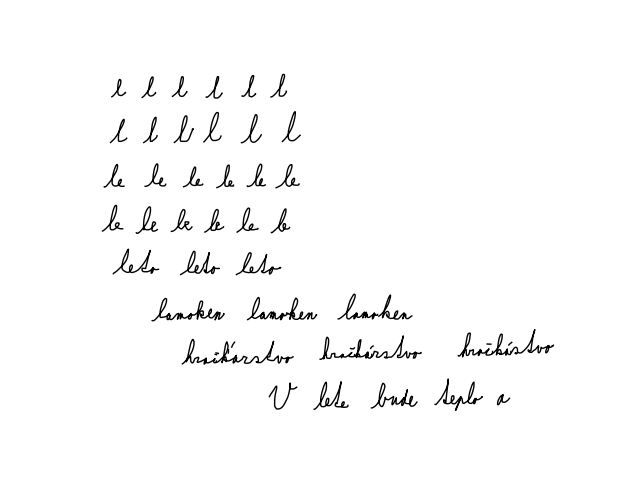 l l l l l l
l l l l l l
le le le le le le
le le le le le le
leto leto leto
lamoken lamoken lamoken
hračkárstvo hračkárstvo hračkáštvo
V lete bude teplo a